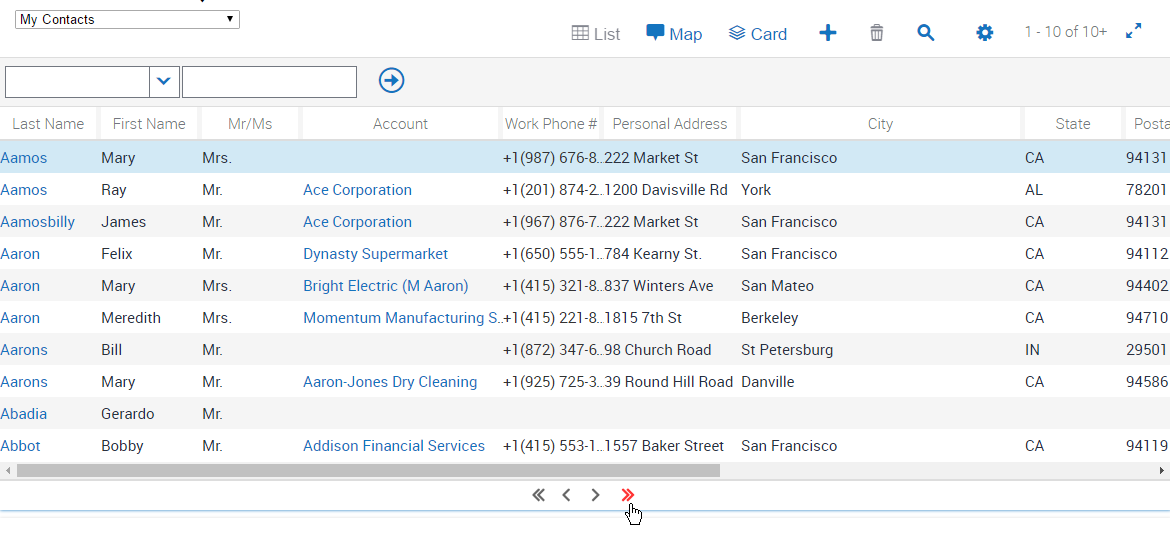 My Contacts
List Map Card 1 - 10 of 10+
Last Name First Name Mr/Ms Account Work Phone # Personal Address City State Posta
Aamos Mary Mrs. +1(987) 676-8... 222 Market St San Francisco CA 94131
Aamos Ray Mr. Ace Corporation +1(201) 874-2... 1200 Davisville Rd York AL 78201
Aamosbilly James Mr. Ace Corporation +1(967) 876-7... 222 Market St San Francisco CA 94131
Aaron Felix Mr. Dynasty Supermarket +1(650) 555-1... 784 Kearny St. San Francisco CA 94112
Aaron Mary Mrs. Bright Electric (M Aaron) +1(415) 321-8... 837 Winters Ave San Mateo CA 94402
Aaron Meredith Mrs. Momentum Manufacturing S... +1(415) 221-8... 1815 7th St Berkeley CA 94710
Aarons Bill Mr. +1(872) 347-6... 98 Church Road St Petersburg IN 29501
Aarons Mary Mr. Aaron-Jones Dry Cleaning +1(925) 725-3... 39 Round Hill Road Danville CA 94586
Abadia Gerardo Mr.
Abbot Bobby Mr. Addison Financial Services +1(415) 553-1... 1557 Baker Street San Francisco CA 94119